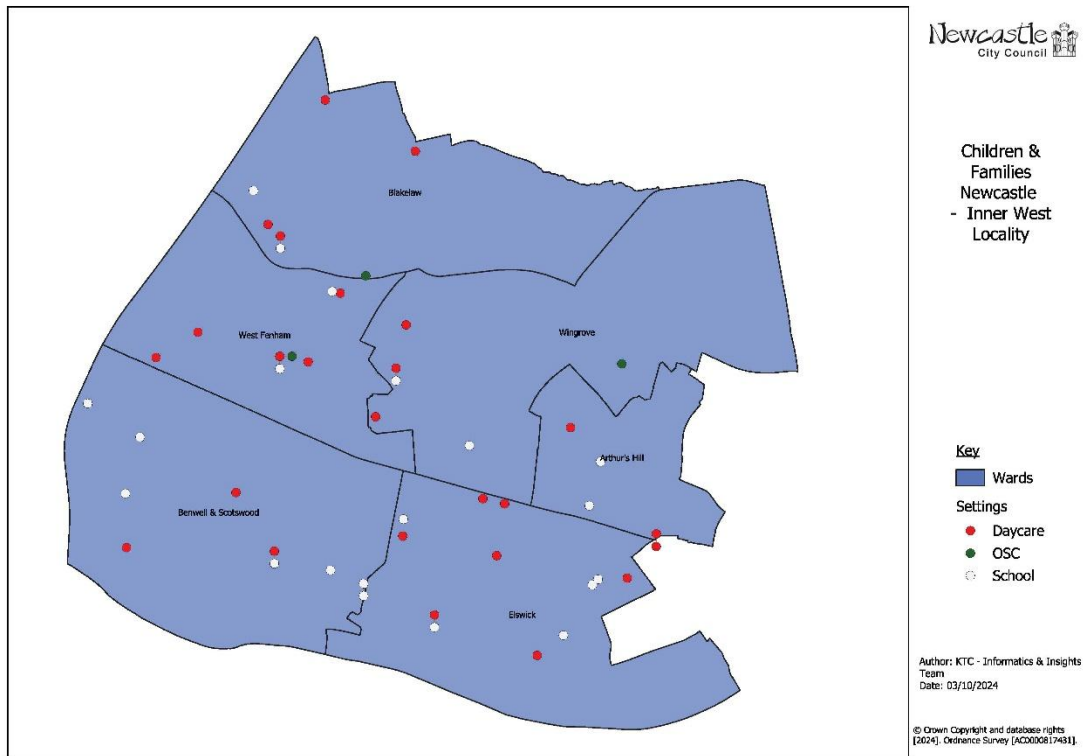 Newcastle
City Council
Children &
Families
Newcastle
- Inner West
Locality
Blakelaw
West Fenham
Wingrove
Arthur's Hill
Benwell & Scotswood
Elswick
Key
Wards
Settings
Daycare
OSC
School
Author: KTC - Informatics & Insights
Team
Date: 03/10/2024
© Crown Copyright and database rights
[2024]. Ordnance Survey [AC0000817431].